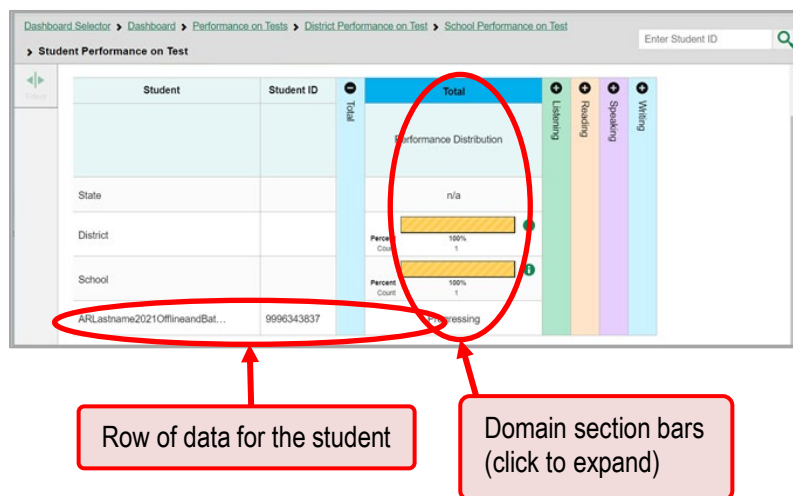 Dashboard Selector > Dashboard > Performance on Tests > District Performance on Test > School Performance on Test
> Student Performance on Test
Enter Student ID
Filters
Student
Student ID
Total
Total
Performance Distribution
Listening
Reading
Speaking
Writing
State
n/a
District
Percent 100%
Count 1
School
Percent 100%
Count 1
ARLastname2021OfflineandBat... 9996343837 Progressing
Row of data for the student
Domain section bars
(click to expand)